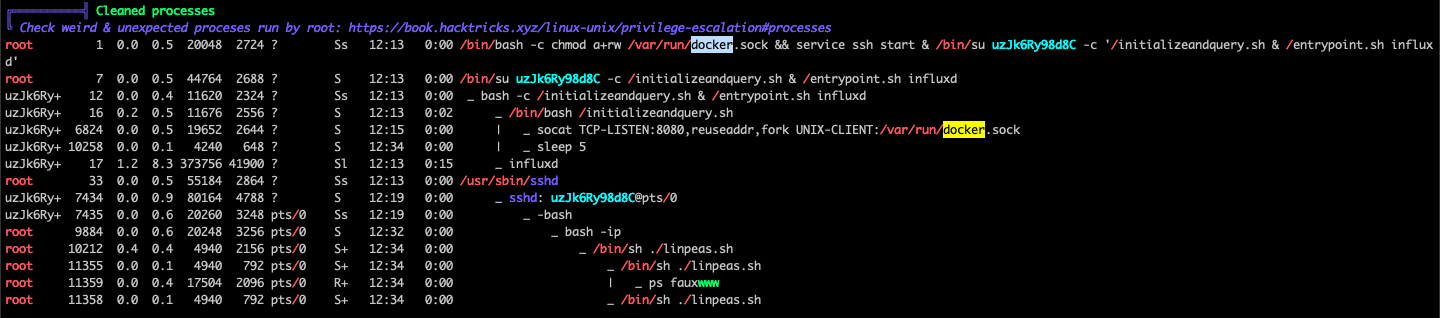 Cleaned processes
Check weird & unexpected proceses run by root: https://book.hacktricks.xyz/linux-unix/privilege-escalation#processes
root         1  0.0  0.5  20048  2724 ?        Ss   12:13   0:00 /bin/bash -c chmod a+rw /var/run/docker.sock && service ssh start & /bin/su uzJk6Ry98d8C -c '/initializeandquery.sh & /entrypoint.sh influx
d'
root         7  0.0  0.5  44764  2688 ?        S    12:13   0:00 /bin/su uzJk6Ry98d8C -c /initializeandquery.sh & /entrypoint.sh influxd
uzJk6Ry+    12  0.0  0.4  11620  2324 ?        Ss   12:13   0:00  _ bash -c /initializeandquery.sh & /entrypoint.sh influxd
uzJk6Ry+    16  0.2  0.5  11676  2556 ?        S    12:13   0:02      _ /bin/bash /initializeandquery.sh
uzJk6Ry+  6824  0.0  0.5  19652  2644 ?        S    12:15   0:00      |   _ socat TCP-LISTEN:8080,reuseaddr,fork UNIX-CLIENT:/var/run/docker.sock
uzJk6Ry+ 10258  0.0  0.1   4240   648 ?        S    12:34   0:00      |   _ sleep 5
uzJk6Ry+    17  1.2  8.3 373756 41900 ?        Sl   12:13   0:15      _ influxd
root        33  0.0  0.5  55184  2864 ?        Ss   12:13   0:00 /usr/sbin/sshd
uzJk6Ry+  7434  0.0  0.9  80164  4788 ?        S    12:19   0:00      _ sshd: uzJk6Ry98d8C@pts/0
uzJk6Ry+  7435  0.0  0.6  20260  3248 pts/0    Ss   12:19   0:00          _ -bash
root      9884  0.0  0.6  20248  3256 pts/0    S    12:32   0:00              _ bash -ip
root     10212  0.4  0.4   4940  2156 pts/0    S+   12:34   0:00                  _ /bin/sh ./linpeas.sh
root     11355  0.0  0.1   4940   792 pts/0    S+   12:34   0:00                      _ /bin/sh ./linpeas.sh
root     11359  0.0  0.4  17504  2096 pts/0    R+   12:34   0:00                      |   _ ps fauxwww
root     11358  0.0  0.1   4940   792 pts/0    S+   12:34   0:00                      _ /bin/sh ./linpeas.sh